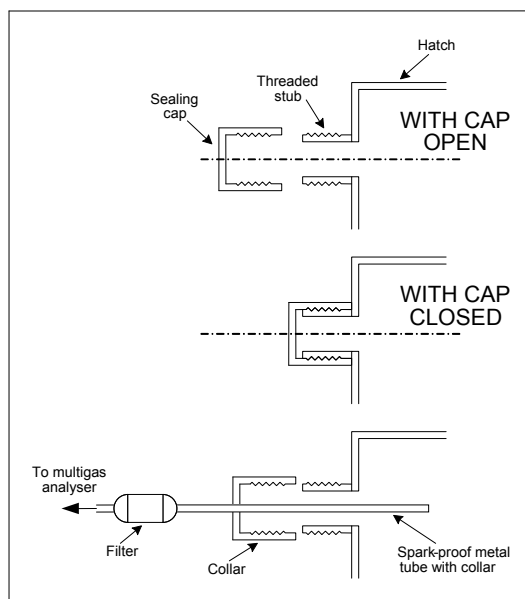 Hatch
Threaded
stub
Sealing
cap
WITH CAP
OPEN
WITH CAP
CLOSED
To multigas
analyser
Filter
Collar
Spark-proof metal
tube with collar